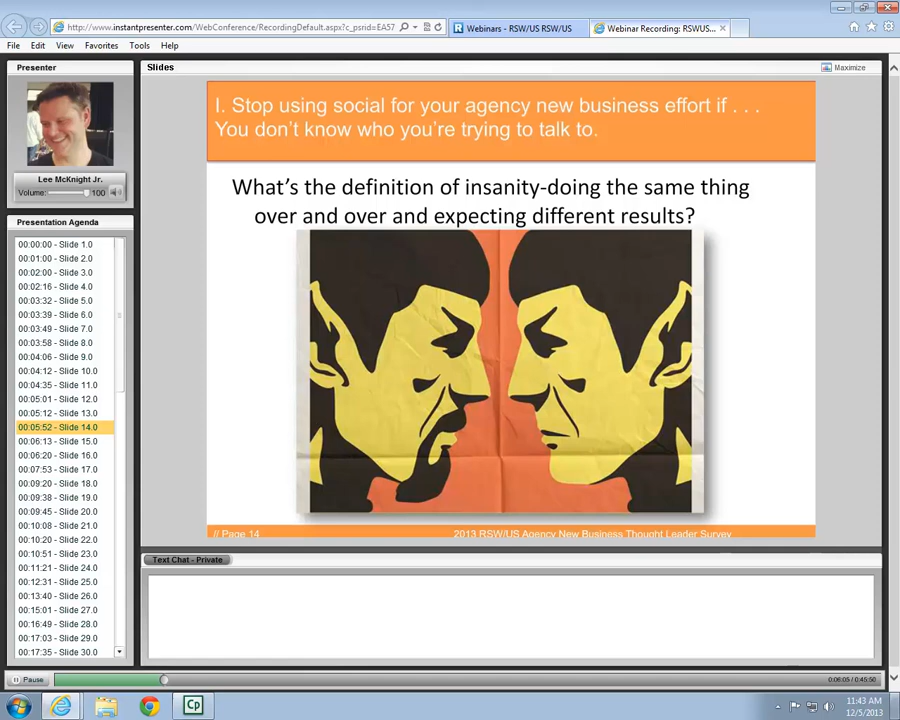 http://www.instantpresenter.com/WebConference/RecordingDefault.aspx?c_psrid=EA57
Webinars - RSW/US RSW/US
Webinar Recording: RSWUS...
File Edit View Favorites Tools Help
Presenter
Lee McKnight Jr.
Volume: 100
Presentation Agenda
00:00:00 - Slide 1.0
00:01:00 - Slide 2.0
00:02:00 - Slide 3.0
00:02:16 - Slide 4.0
00:03:32 - Slide 5.0
00:03:39 - Slide 6.0
00:03:49 - Slide 7.0
00:03:58 - Slide 8.0
00:04:06 - Slide 9.0
00:04:12 - Slide 10.0
00:04:35 - Slide 11.0
00:05:01 - Slide 12.0
00:05:12 - Slide 13.0
00:05:52 - Slide 14.0
00:06:13 - Slide 15.0
00:06:20 - Slide 16.0
00:07:53 - Slide 17.0
00:09:20 - Slide 18.0
00:09:38 - Slide 19.0
00:09:45 - Slide 20.0
00:10:08 - Slide 21.0
00:10:20 - Slide 22.0
00:10:51 - Slide 23.0
00:11:21 - Slide 24.0
00:12:31 - Slide 25.0
00:13:40 - Slide 26.0
00:15:01 - Slide 27.0
00:16:49 - Slide 28.0
00:17:03 - Slide 29.0
00:17:35 - Slide 30.0
Slides
Maximize
I. Stop using social for your agency new business effort if . . .
You don't know who you're trying to talk to.
What's the definition of insanity-doing the same thing
over and over and expecting different results?
// Page 14
2013 RSW/US Agency New Business Thought Leader Survey
Text Chat - Private
Pause
0:06:05 / 0:45:50
Cp
11:43 AM
12/5/2013